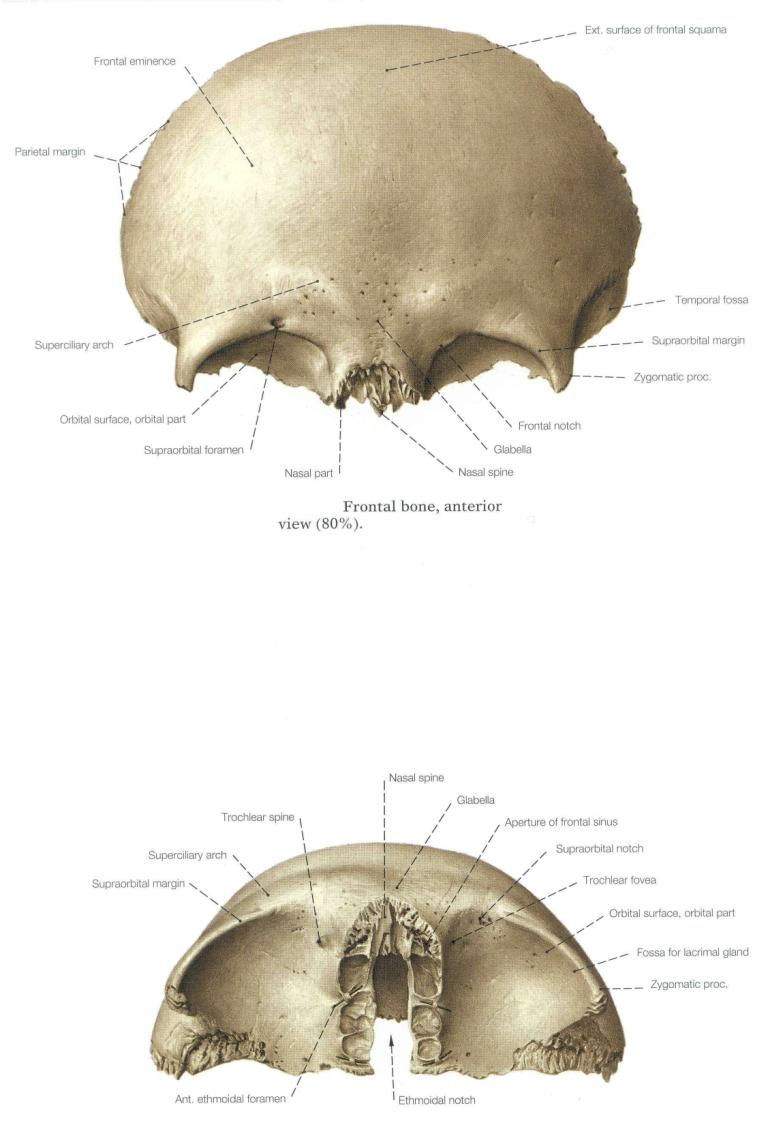 Ext. surface of frontal squama
Frontal eminence
Parietal margin
Temporal fossa
Superciliary arch
Supraorbital margin
Zygomatic proc.
Orbital surface, orbital part
Frontal notch
Supraorbital foramen
Glabella
Nasal part
Nasal spine
Frontal bone, anterior
view (80%).
Nasal spine
Glabella
Trochlear spine
Aperture of frontal sinus
Superciliary arch
Supraorbital notch
Supraorbital margin
Trochlear fovea
Orbital surface, orbital part
Fossa for lacrimal gland
Zygomatic proc.
Ant. ethmoidal foramen
Ethmoidal notch